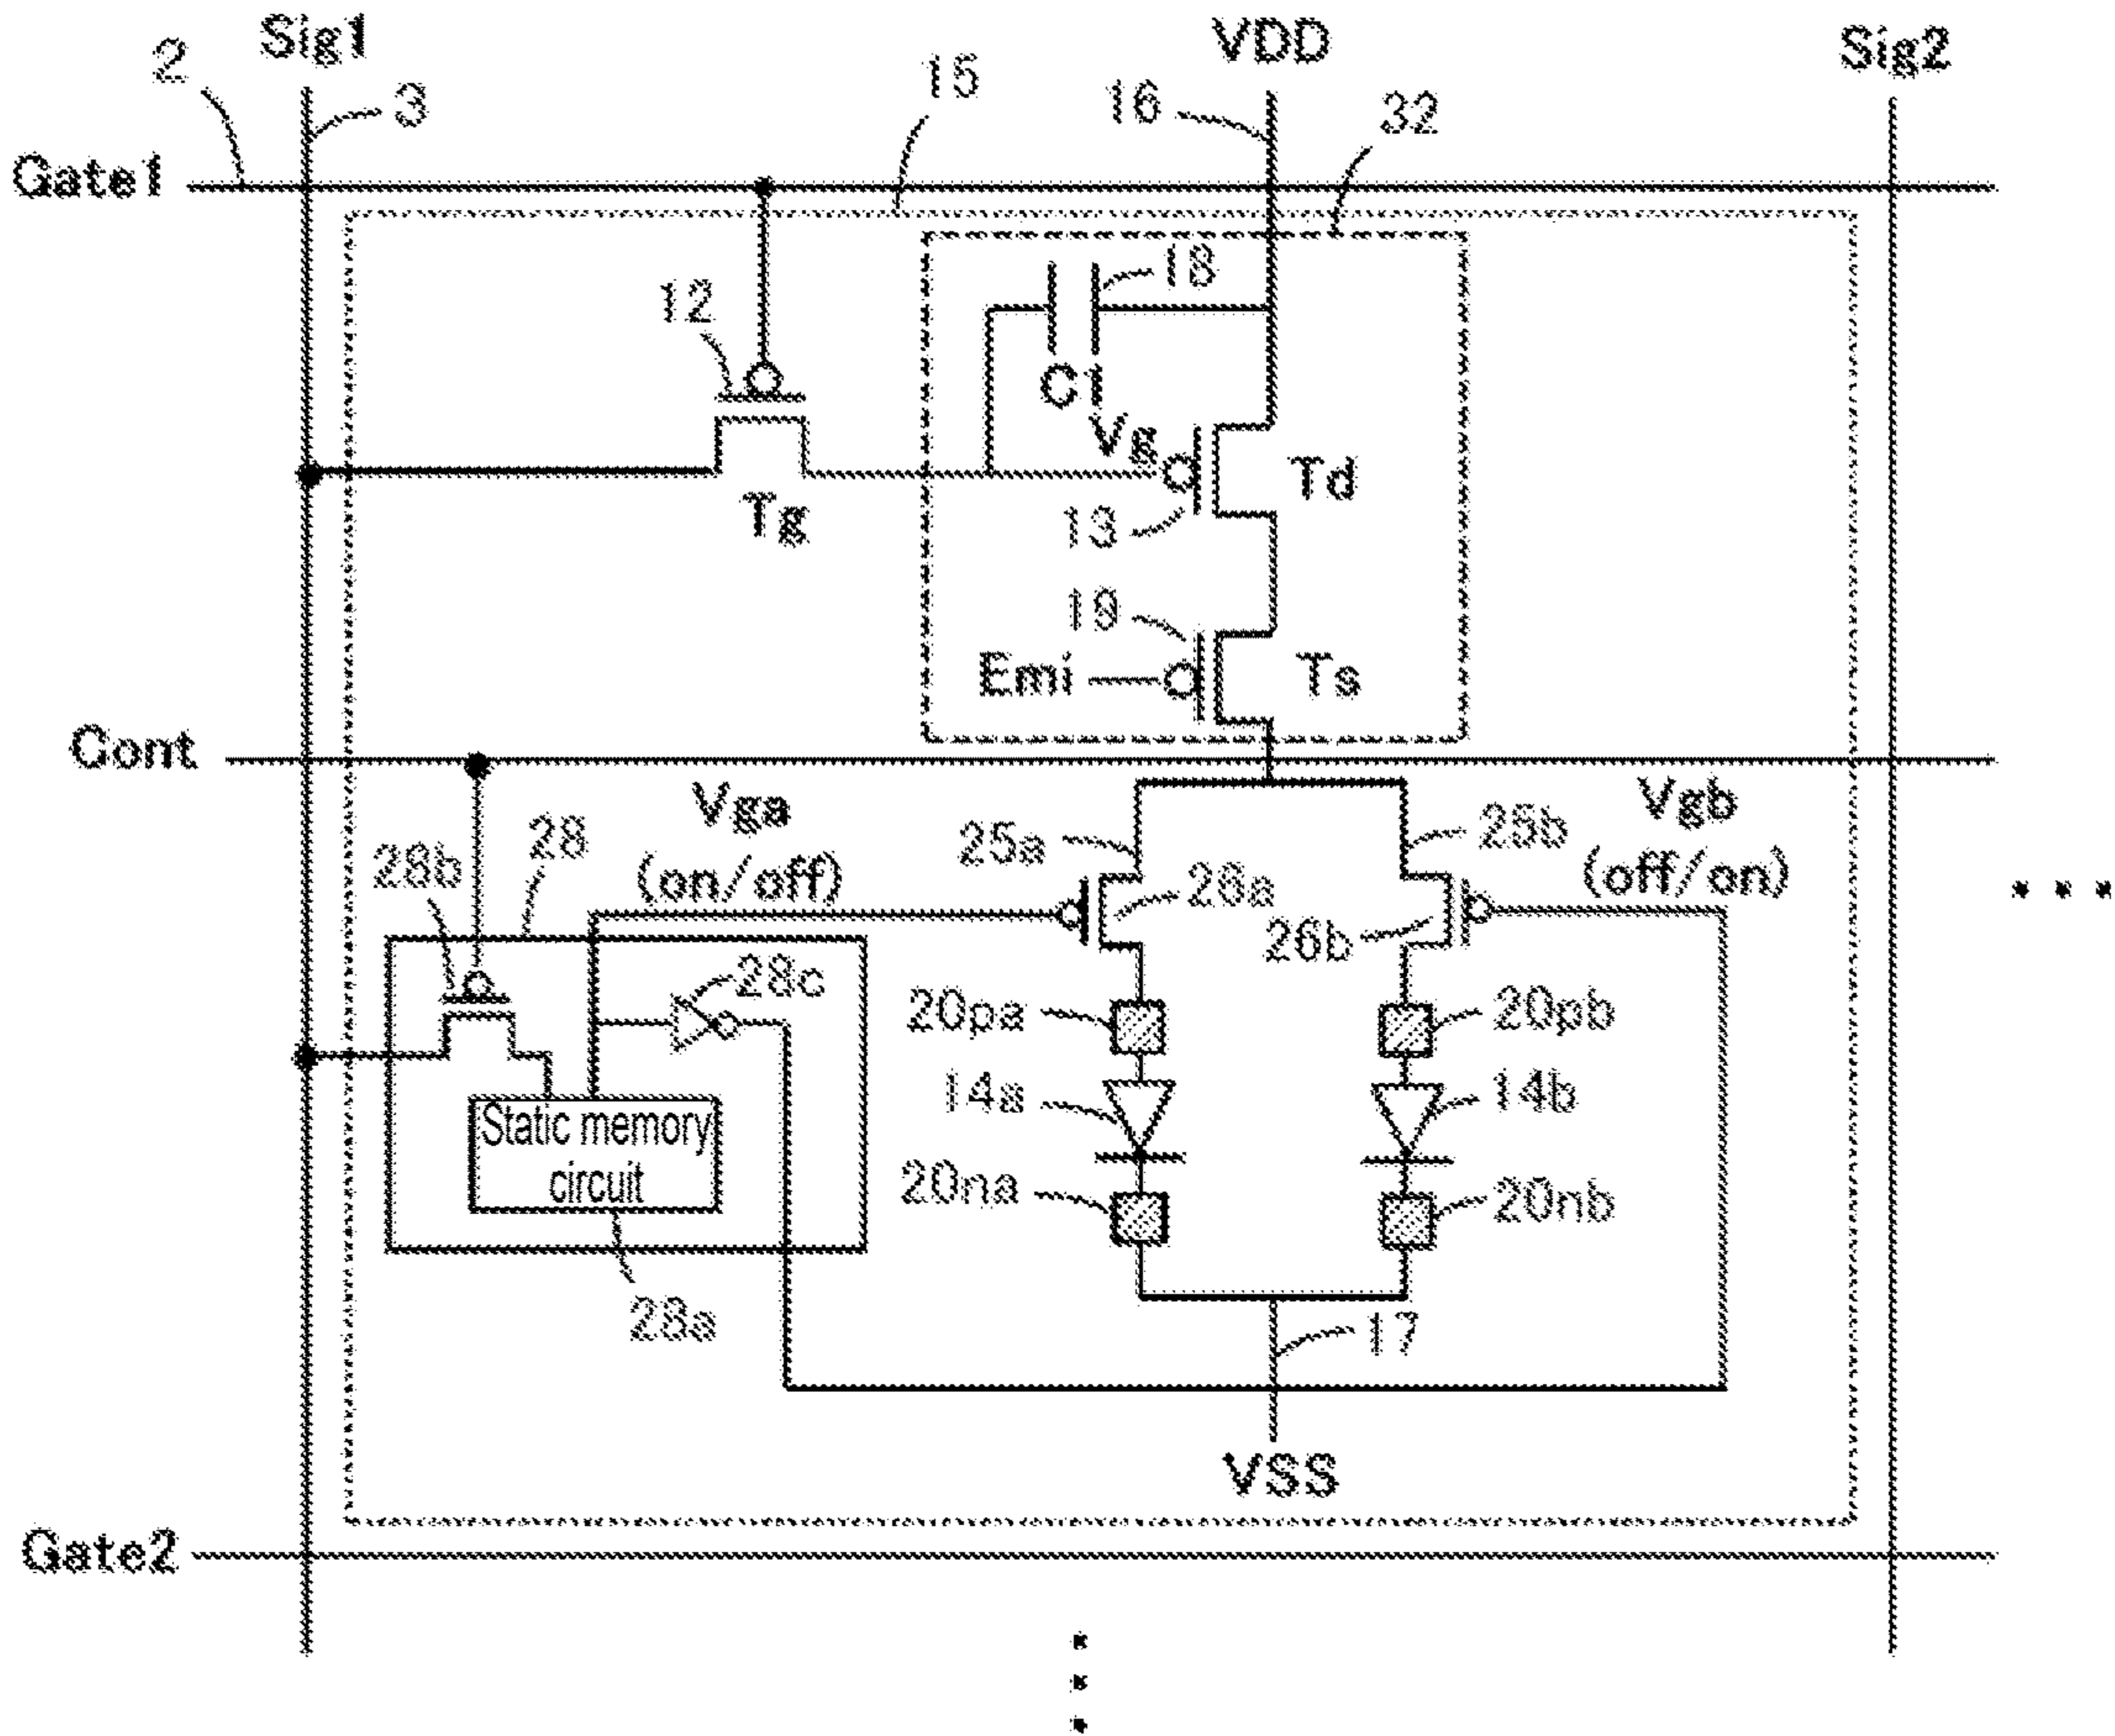 Sig1
VDD
Sig2
2
3
15
16
32
Gate1
18
12
C1
Vg
Td
Tg
13
19
Emi
Ts
Cont
Vga
(on/off)
Vgb
(off/on)
28
28b
25a
25b
26a
26b
28c
20pa
20pb
14a
14b
Static memory
circuit
20na
20nb
28a
17
VSS
Gate2